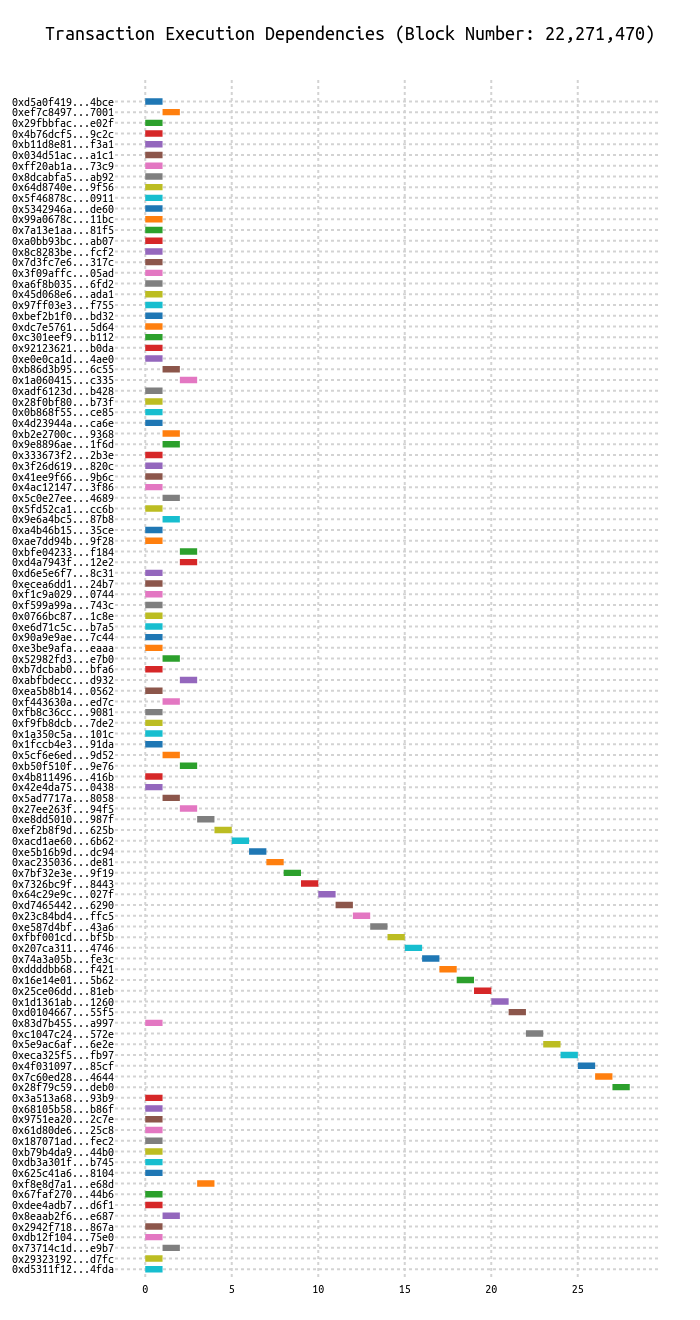 Transaction Execution Dependencies (Block Number: 22,271,470)
0xd5a0f419...4bce
0xef7c8497...7001
0x29fbbfac...e02f
0x4b76dcf5...9c2c
0xb11d8e81...f3a1
0x034d51ac...a1c1
0xff20ab1a...73c9
0x8dcabfa5...ab92
0x64d8740e...9f56
0x5f46878c...0911
0x5342946a...de60
0x99a0678c...11bc
0x7a13e1aa...81f5
0xa0bb93bc...ab07
0x8c8283be...fcf2
0x7d3fc7e6...317c
0x3f09affc...05ad
0xa6f8b035...6fd2
0x45d068e6...ada1
0x97ff03e3...f755
0xbef2b1f0...bd32
0xdc7e5761...5d64
0xc301eef9...b112
0x92123621...b0da
0xe0e0ca1d...4ae0
0xb86d3b95...6c55
0x1a060415...c335
0xadf6123d...b428
0x28f0bf80...b73f
0x0b868f55...ce85
0x4d23944a...ca6e
0xb2e2700c...9368
0x9e8896ae...1f6d
0x333673f2...2b3e
0x3f26d619...820c
0x41ee9f66...9b6c
0x4ac12147...3f86
0x5c0e27ee...4689
0x5fd52ca1...cc6b
0x9e6a4bc5...87b8
0xa4b46b15...35ce
0xae7dd94b...9f28
0xbfe04233...f184
0xd4a7943f...12e2
0xd6e5e6f7...8c31
0xecea6dd1...24b7
0xf1c9a029...0744
0xf599a99a...743c
0x0766bc87...1c8e
0xe6d71c5c...b7a5
0x90a9e9ae...7c44
0xe3be9afa...eaaa
0x52982fd3...e7b0
0xb7dcbab0...bfa6
0xabfbdecc...d932
0xea5b8b14...0562
0xf443630a...ed7c
0xfb8c36cc...9081
0xf9fb8dcb...7de2
0x1a350c5a...101c
0x1fccb4e3...91da
0x5cf6e6ed...9d52
0xb50f510f...9e76
0x4b811496...416b
0x42e4da75...0438
0x5ad7717a...8058
0x27ee263f...94f5
0xe8dd5010...987f
0xef2b8f9d...625b
0xacd1ae60...6b62
0xe5b16b9d...dc94
0xac235036...de81
0x7bf32e3e...9f19
0x7326bc9f...8443
0x64c29e9c...027f
0xd7465442...6290
0x23c84bd4...ffc5
0xe587d4bf...43a6
0xfbf001cd...bf5b
0x207ca311...4746
0x74a3a05b...fe3c
0xddddbb68...f421
0x16e14e01...5b62
0x25ce06dd...81eb
0x1d1361ab...1260
0xd0104667...55f5
0x83d7b455...a997
0xc1047c24...572e
0x5e9ac6af...6e2e
0xeca325f5...fb97
0x4f031097...85cf
0x7c60ed28...4644
0x28f79c59...deb0
0x3a513a68...93b9
0x68105b58...b86f
0x9751ea20...2c7e
0x61d80de6...25c8
0x187071ad...fec2
0xb79b4da9...44b0
0xdb3a301f...b745
0x625c41a6...8104
0xf8e8d7a1...e68d
0x67faf270...44b6
0xdee4adb7...d6f1
0x8eaab2f6...e687
0x2942f718...867a
0xdb12f104...75e0
0x73714c1d...e9b7
0x29323192...d7fc
0xd5311f12...4fda
0 5 10 15 20 25